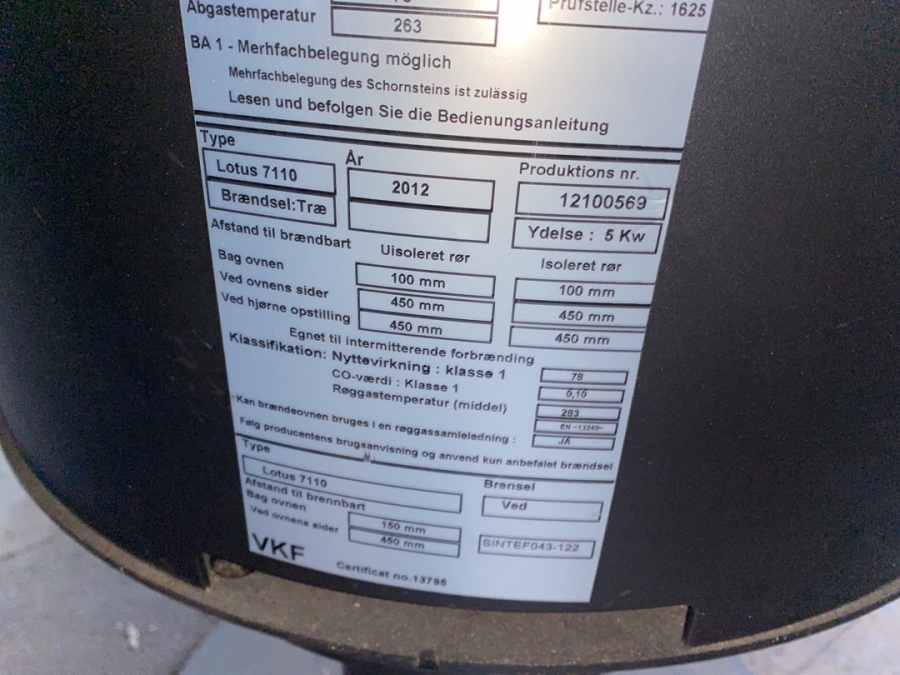 Abgastemperatur
263
Prüfstelle-Kz.: 1625
BA 1 - Merhfachbelegung möglich
Mehrfachbelegung des Schornsteins ist zulässig
Lesen und befolgen Sie die Bedienungsanleitung
Type
År
Produktions nr.
Lotus 7110
2012
12100569
Brændsel:Træ
Ydelse : 5 Kw
Afstand til brændbart
Uisoleret rør
Isoleret rør
Bag ovnen
100 mm
100 mm
Ved ovnens sider
450 mm
450 mm
Ved hjørne opstilling
450 mm
450 mm
Egnet til intermitterende forbrænding
Klassifikation: Nyttevirkning : klasse 1
78
CO-værdi : Klasse 1
0,10
Røggastemperatur (middel)
283
EN -13240-
Kan brændeovnen bruges i en røggassamleledning :
JA
Følg producentens brugsanvisning og anvend kun anbefalet brændsel
Type
N
Lotus 7110
Brensel
Afstand til brennbart
Ved
Bag ovnen
150 mm
Ved ovnens sider
450 mm
SINTEF043-122
VKF
Certificat no.13795